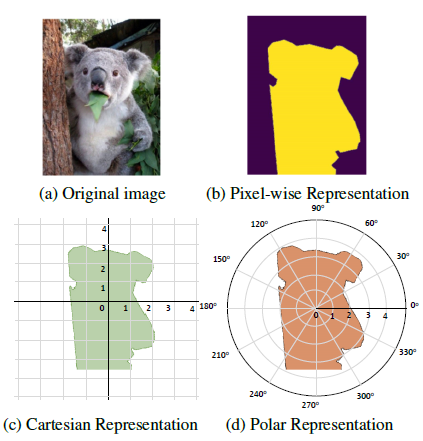 (a) Original image
(b) Pixel-wise Representation
90°
120°
60°
4
3
150°
30°
2
1
0 1 2 3 4
180°
0 1 2 3 4
0°
210°
330°
240°
300°
270°
(c) Cartesian Representation
(d) Polar Representation